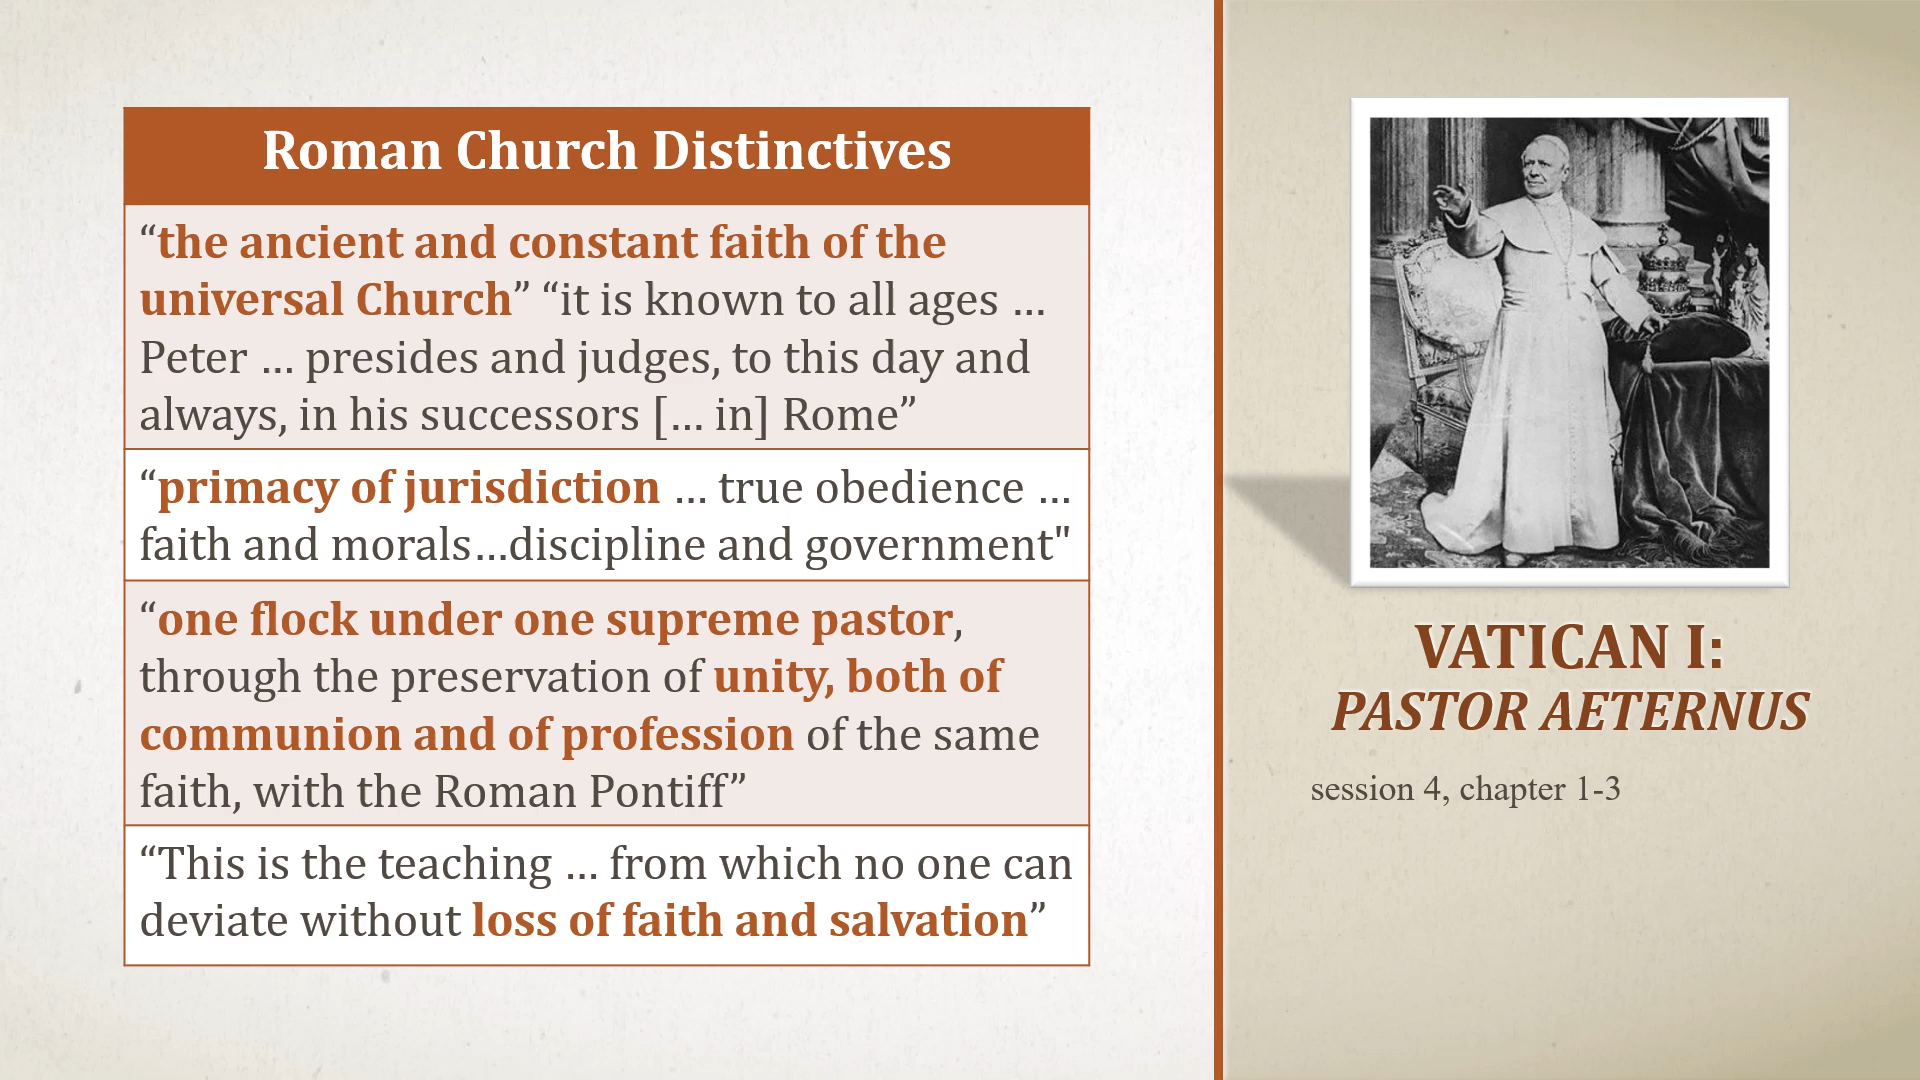 Roman Church Distinctives
“the ancient and constant faith of the
universal Church” “it is known to all ages …
Peter … presides and judges, to this day and
always, in his successors [… in] Rome”
“primacy of jurisdiction … true obedience …
faith and morals…discipline and government"
“one flock under one supreme pastor,
through the preservation of unity, both of
communion and of profession of the same
faith, with the Roman Pontiff”
“This is the teaching … from which no one can
deviate without loss of faith and salvation”
VATICAN I:
PASTOR AETERNUS
session 4, chapter 1-3